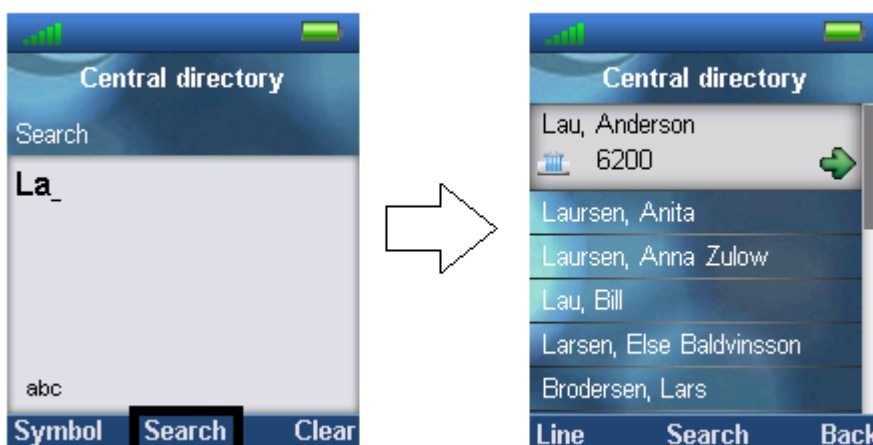 Central directory
Search
La_
abc
Symbol Search Clear
Central directory
Lau, Anderson
6200
Laursen, Anita
Laursen, Anna Zulow
Lau, Bill
Larsen, Else Baldvinsson
Brodersen, Lars
Line Search Back